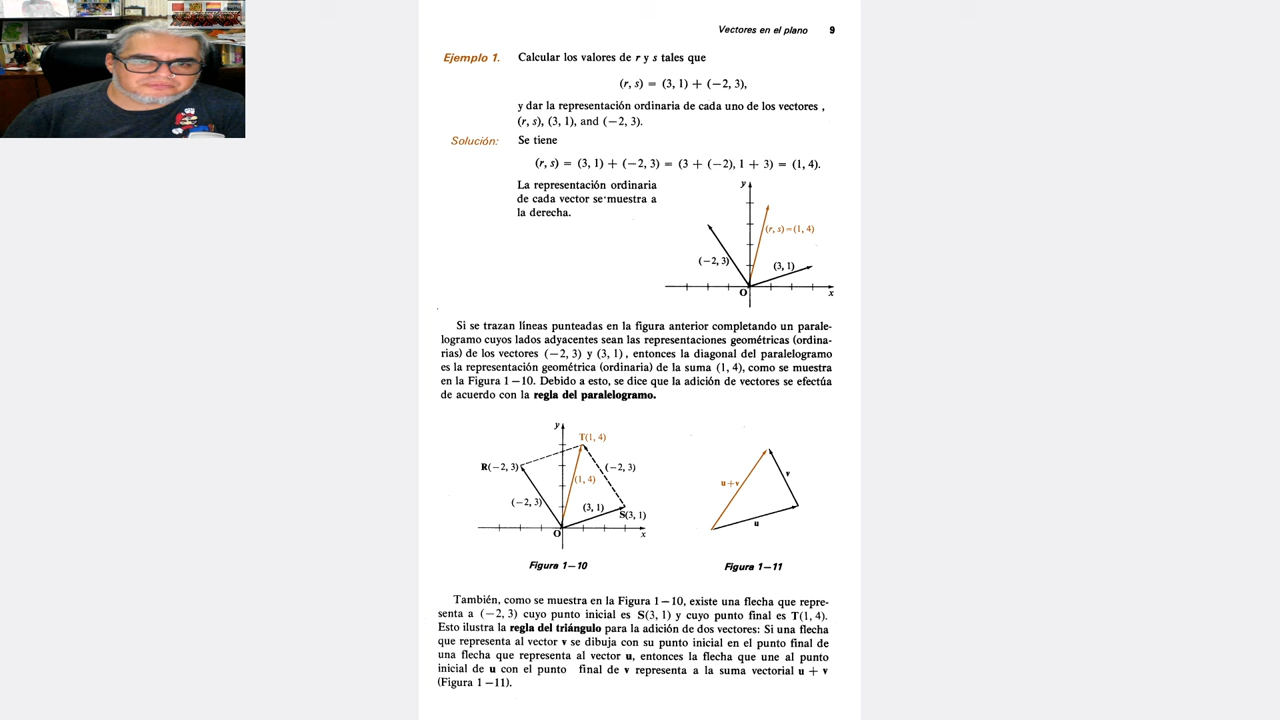 Vectores en el plano 9
Ejemplo 1. Calcular los valores de r y s tales que
(r, s) = (3, 1) + (−2, 3),
y dar la representación ordinaria de cada uno de los vectores ,
(r, s), (3, 1), and (−2, 3).
Solución: Se tiene
(r, s) = (3, 1) + (−2, 3) = (3 + (−2), 1 + 3) = (1, 4).
La representación ordinaria
de cada vector se muestra a
la derecha.
y
(r, s)=(1, 4)
(−2, 3)
(3, 1)
O
x
Si se trazan líneas punteadas en la figura anterior completando un parale-
logramo cuyos lados adyacentes sean las representaciones geométricas (ordina-
rias) de los vectores (−2, 3) y (3, 1), entonces la diagonal del paralelogramo
es la representación geométrica (ordinaria) de la suma (1, 4), como se muestra
en la Figura 1−10. Debido a esto, se dice que la adición de vectores se efectúa
de acuerdo con la regla del paralelogramo.
y
T(1, 4)
R(−2, 3)
(−2, 3)
(1, 4)
(−2, 3)
(3, 1)
S(3, 1)
O
x
u+v
v
u
Figura 1−10
Figura 1−11
También, como se muestra en la Figura 1−10, existe una flecha que repre-
senta a (−2, 3) cuyo punto inicial es S(3, 1) y cuyo punto final es T(1, 4).
Esto ilustra la regla del triángulo para la adición de dos vectores: Si una flecha
que representa al vector v se dibuja con su punto inicial en el punto final de
una flecha que representa al vector u, entonces la flecha que une al punto
inicial de u con el punto final de v representa a la suma vectorial u + v
(Figura 1−11).